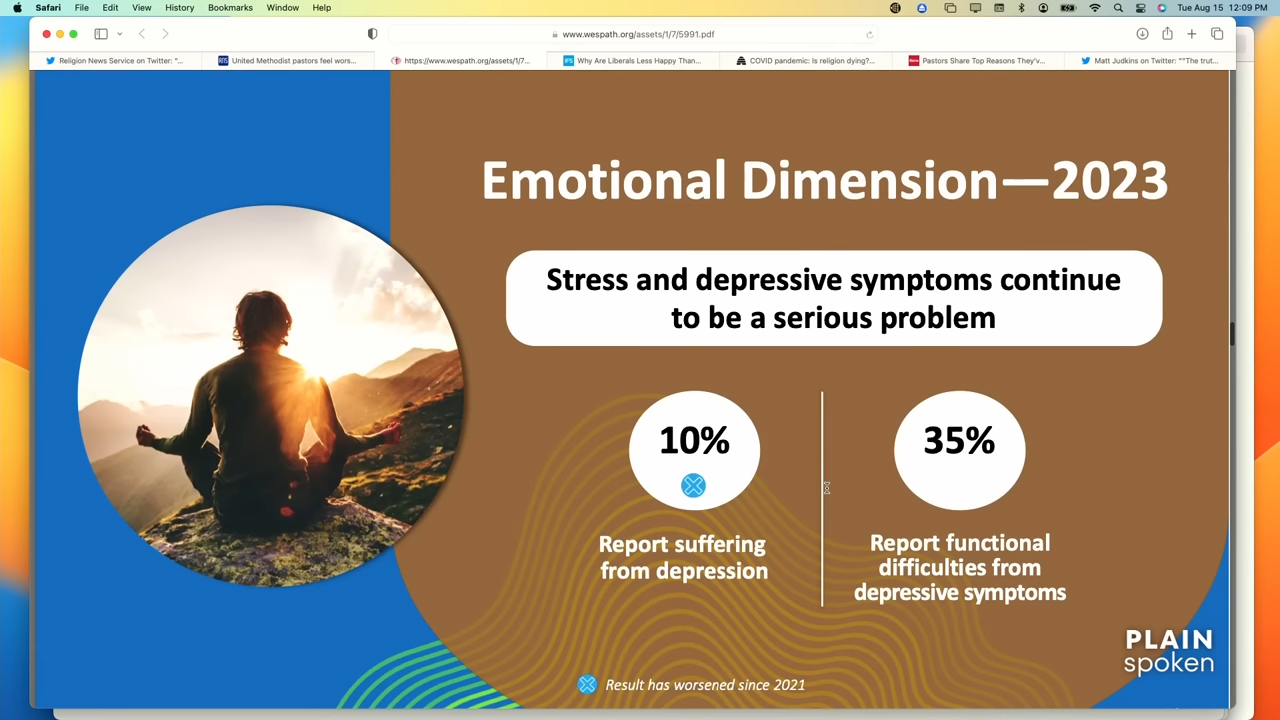 Safari File Edit View History Bookmarks Window Help Tue Aug 15 12:09 PM
www.wespath.org/assets/1/7/5991.pdf
Religion News Service on Twitter: "... United Methodist pastors feel wors... https://www.wespath.org/assets/1/7... Why Are Liberals Less Happy Than... COVID pandemic: Is religion dying?... Pastors Share Top Reasons They'v... Matt Judkins on Twitter: ""The trut...
Emotional Dimension—2023
Stress and depressive symptoms continue
to be a serious problem
10% 35%
Report suffering
from depression
Report functional
difficulties from
depressive symptoms
PLAIN
spoken
Result has worsened since 2021